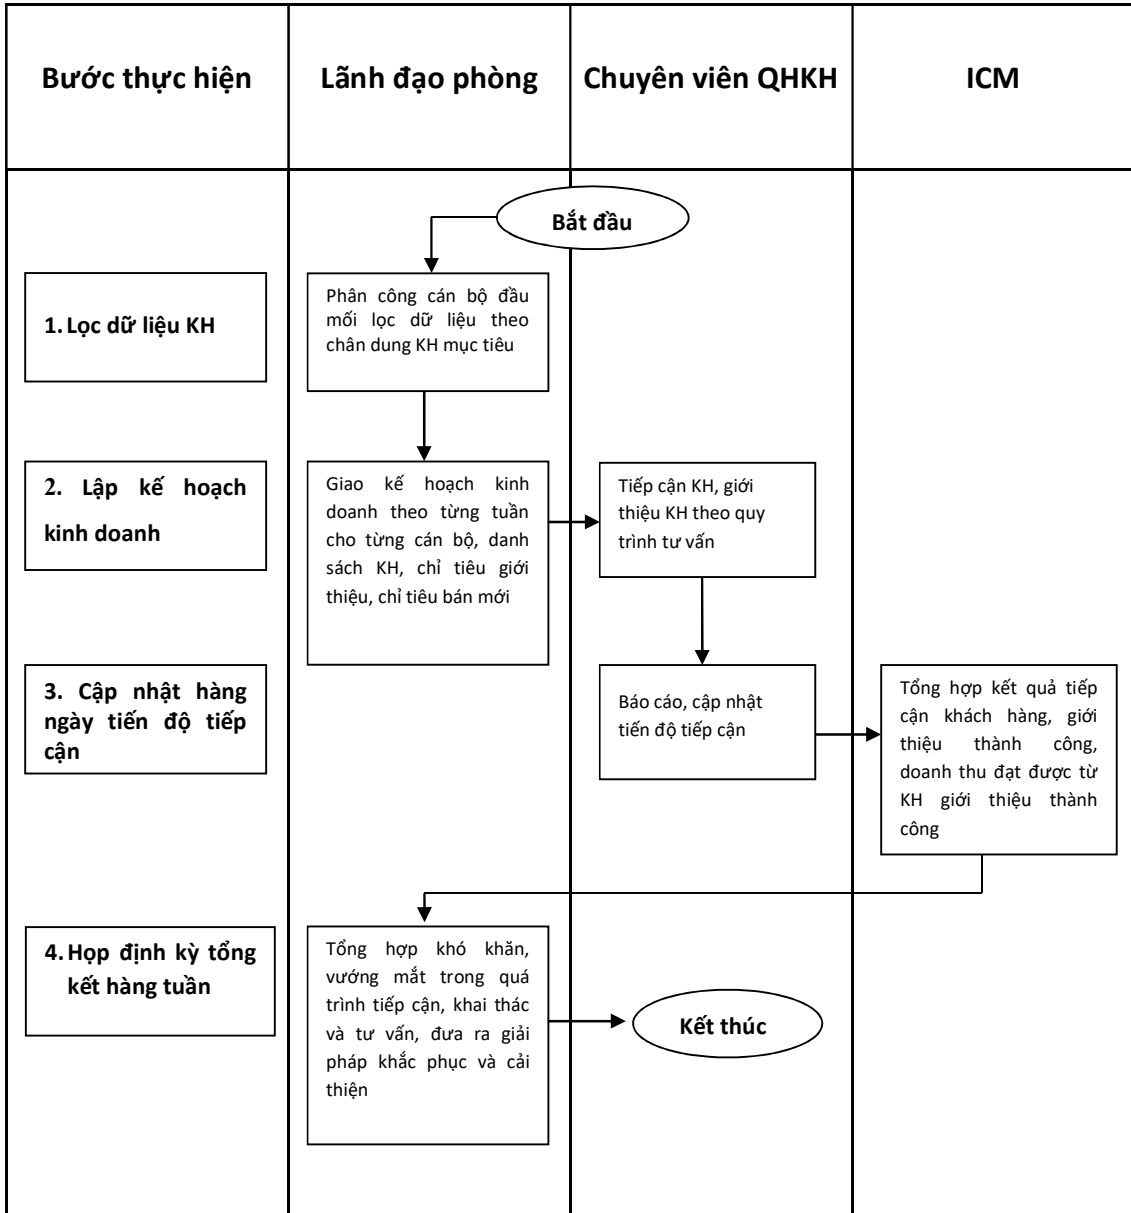 Bước thực hiện
Lãnh đạo phòng
Chuyên viên QHKH
ICM
Bắt đầu
1. Lọc dữ liệu KH
Phân công cán bộ đầu
mối lọc dữ liệu theo
chân dung KH mục tiêu
2. Lập kế hoạch
kinh doanh
Giao kế hoạch kinh
doanh theo từng tuần
cho từng cán bộ, danh
sách KH, chỉ tiêu giới
thiệu, chỉ tiêu bán mới
Tiếp cận KH, giới
thiệu KH theo quy
trình tư vấn
3. Cập nhật hàng
ngày tiến độ tiếp
cận
Báo cáo, cập nhật
tiến độ tiếp cận
Tổng hợp kết quả tiếp
cận khách hàng, giới
thiệu thành công,
doanh thu đạt được từ
KH giới thiệu thành
công
4. Họp định kỳ tổng
kết hàng tuần
Tổng hợp khó khăn,
vướng mắt trong quá
trình tiếp cận, khai thác
và tư vấn, đưa ra giải
pháp khắc phục và cải
thiện
Kết thúc